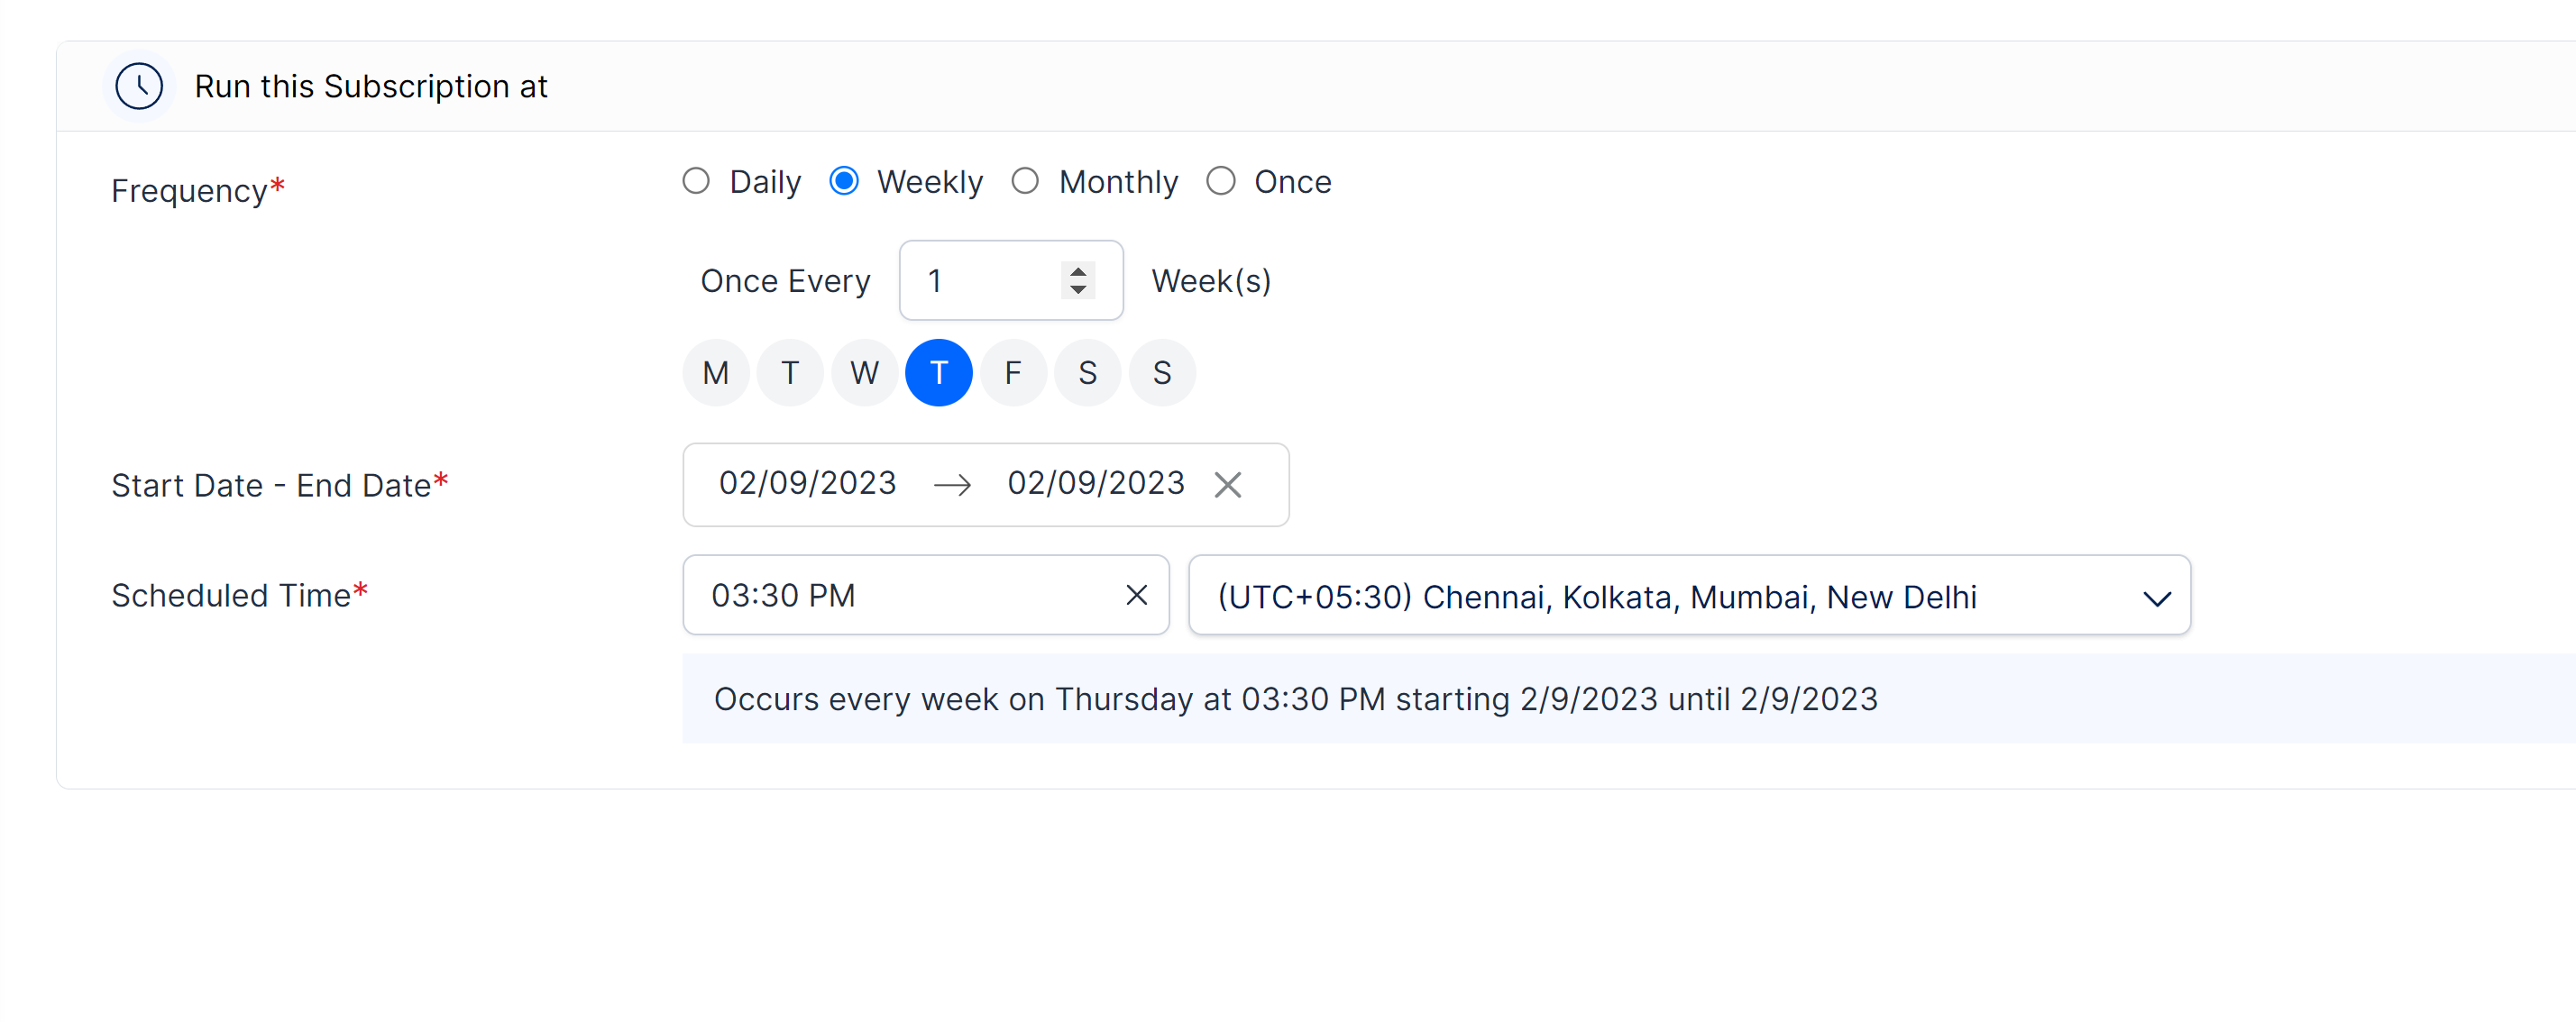 Run this Subscription at
Frequency*
Daily Weekly Monthly Once
Once Every 1 Week(s)
M T W T F S S
Start Date - End Date* 02/09/2023 → 02/09/2023
Scheduled Time* 03:30 PM (UTC+05:30) Chennai, Kolkata, Mumbai, New Delhi
Occurs every week on Thursday at 03:30 PM starting 2/9/2023 until 2/9/2023